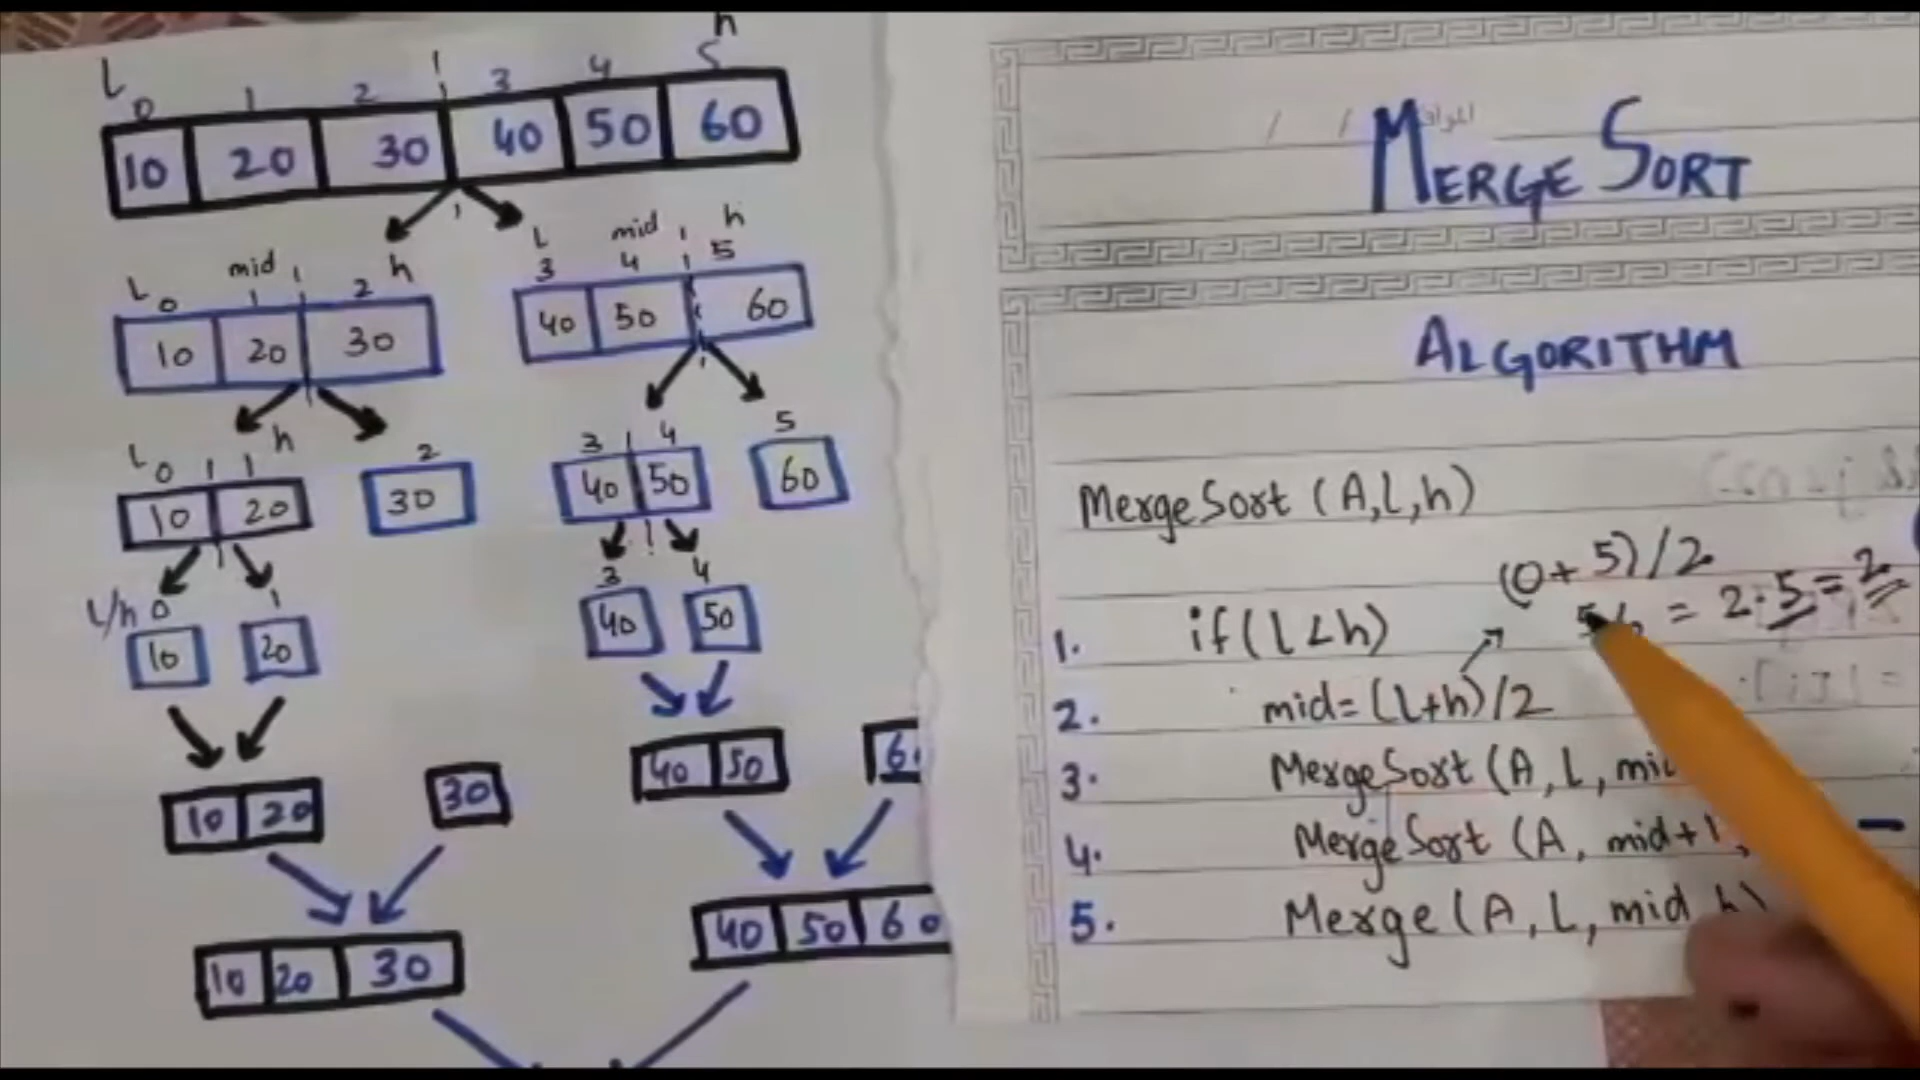 L h
0 1 2 3 4 5
10 20 30 40 50 60
L mid h
0 1 2
10 20 30
L mid h
3 4 5
40 50 60
L h
0 1 2
10 20 30
3 4 5
40 50 60
L/h 0 1
10 20
3 4
40 50
10 20 30
40 50
10 20 30
40 50 60
MERGE SORT
ALGORITHM
MergeSort (A,l,h)
(0+5)/2
= 2.5 = 2
1. if(l<h)
2. mid=(l+h)/2
3. MergeSort (A, L,
4. MergeSort (A, mid+1,
5. Merge (A, L, mid h)